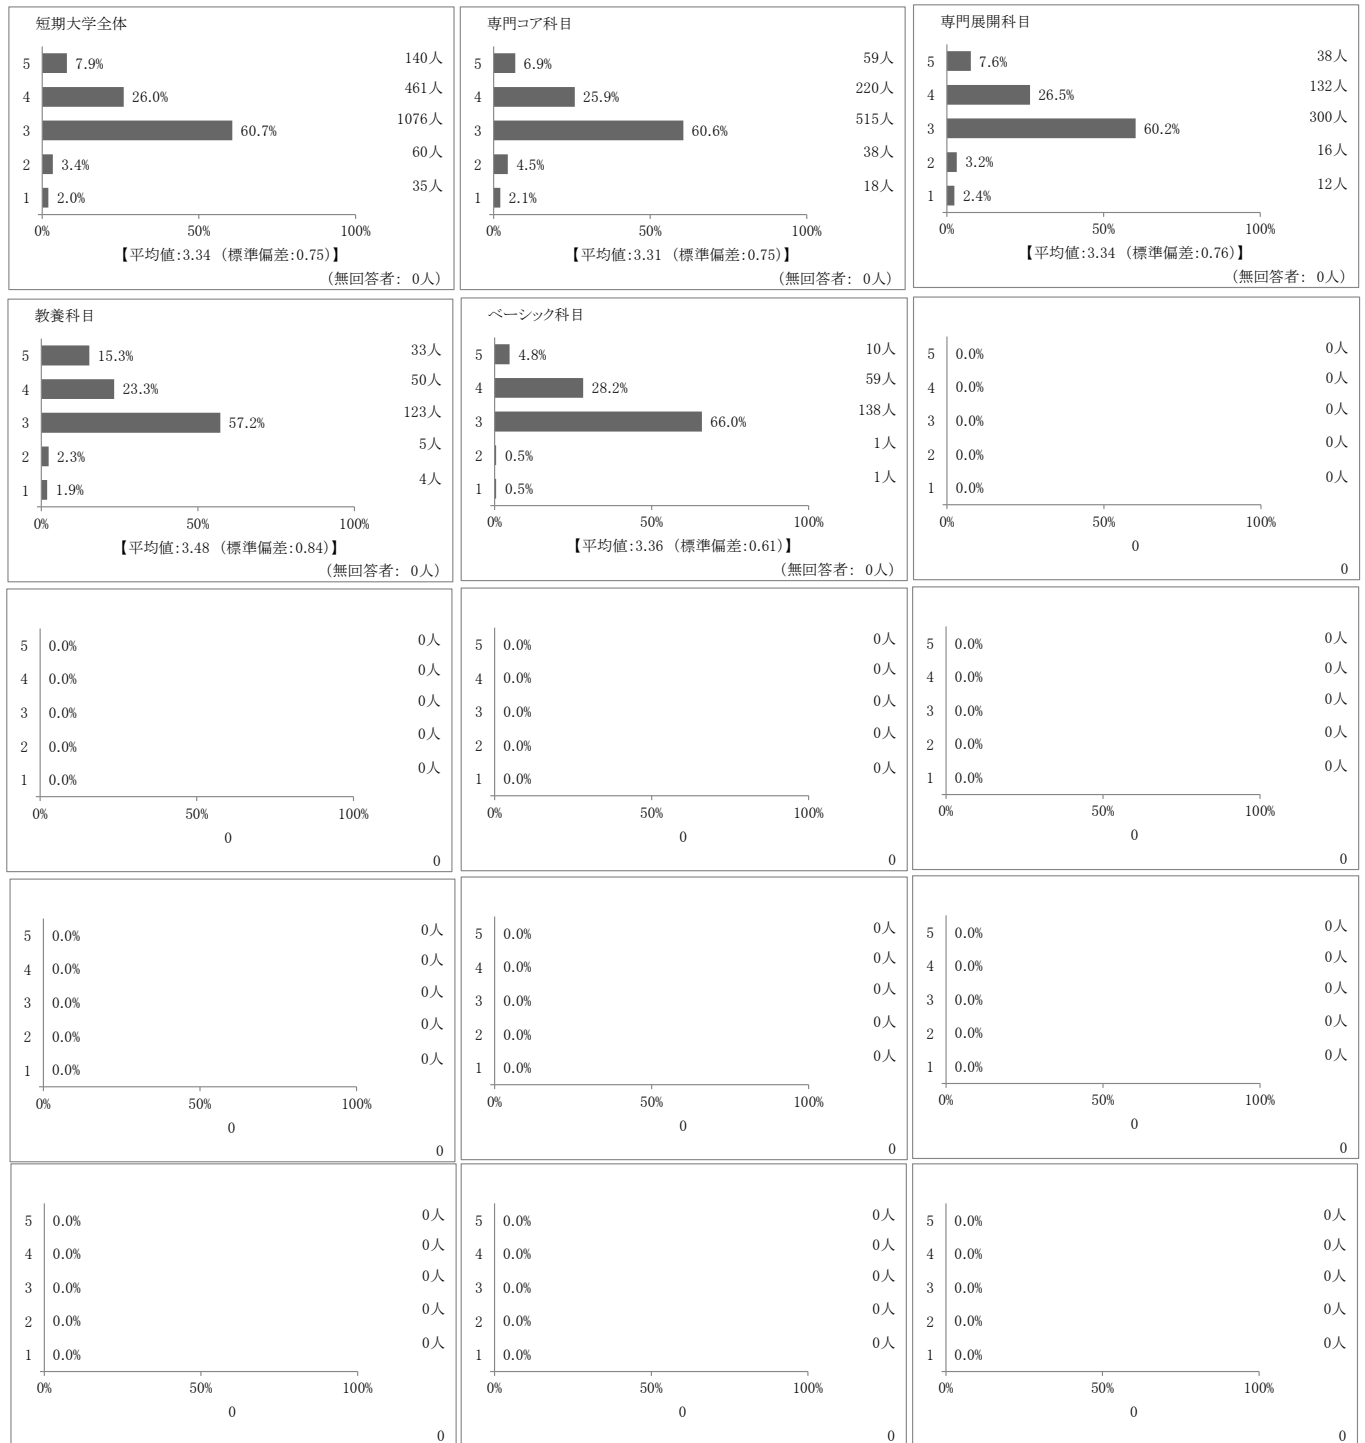 短期大学全体
5 7.9% 140人
4 26.0% 461人
3 60.7% 1076人
2 3.4% 60人
1 2.0% 35人
0% 50% 100%
【平均値:3.34 (標準偏差:0.75)】
(無回答者: 0人)
専門コア科目
5 6.9% 59人
4 25.9% 220人
3 60.6% 515人
2 4.5% 38人
1 2.1% 18人
0% 50% 100%
【平均値:3.31 (標準偏差:0.75)】
(無回答者: 0人)
専門展開科目
5 7.6% 38人
4 26.5% 132人
3 60.2% 300人
2 3.2% 16人
1 2.4% 12人
0% 50% 100%
【平均値:3.34 (標準偏差:0.76)】
(無回答者: 0人)
教養科目
5 15.3% 33人
4 23.3% 50人
3 57.2% 123人
2 2.3% 5人
1 1.9% 4人
0% 50% 100%
【平均値:3.48 (標準偏差:0.84)】
(無回答者: 0人)
ベーシック科目
5 4.8% 10人
4 28.2% 59人
3 66.0% 138人
2 0.5% 1人
1 0.5% 1人
0% 50% 100%
【平均値:3.36 (標準偏差:0.61)】
(無回答者: 0人)
5 0.0% 0人
4 0.0% 0人
3 0.0% 0人
2 0.0% 0人
1 0.0% 0人
0% 50% 100%
0
0
5 0.0% 0人
4 0.0% 0人
3 0.0% 0人
2 0.0% 0人
1 0.0% 0人
0% 50% 100%
0
0
5 0.0% 0人
4 0.0% 0人
3 0.0% 0人
2 0.0% 0人
1 0.0% 0人
0% 50% 100%
0
0
5 0.0% 0人
4 0.0% 0人
3 0.0% 0人
2 0.0% 0人
1 0.0% 0人
0% 50% 100%
0
0
5 0.0% 0人
4 0.0% 0人
3 0.0% 0人
2 0.0% 0人
1 0.0% 0人
0% 50% 100%
0
0
5 0.0% 0人
4 0.0% 0人
3 0.0% 0人
2 0.0% 0人
1 0.0% 0人
0% 50% 100%
0
0
5 0.0% 0人
4 0.0% 0人
3 0.0% 0人
2 0.0% 0人
1 0.0% 0人
0% 50% 100%
0
0
5 0.0% 0人
4 0.0% 0人
3 0.0% 0人
2 0.0% 0人
1 0.0% 0人
0% 50% 100%
0
0
5 0.0% 0人
4 0.0% 0人
3 0.0% 0人
2 0.0% 0人
1 0.0% 0人
0% 50% 100%
0
0
5 0.0% 0人
4 0.0% 0人
3 0.0% 0人
2 0.0% 0人
1 0.0% 0人
0% 50% 100%
0
0